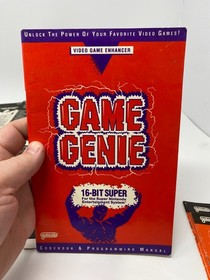 UNLOCK THE POWER OF YOUR FAVORITE VIDEO GAMES!
VIDEO GAME ENHANCER
GAME
GENIE
16-BIT SUPER
For the Super Nintendo
Entertainment System
CODEBOOK & PROGRAMMING MANUAL